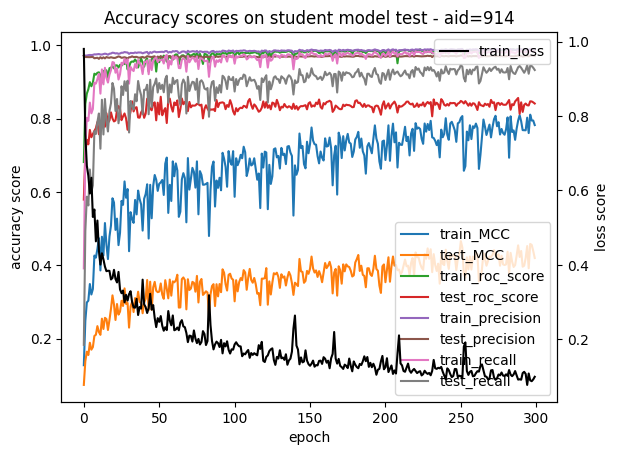 Accuracy scores on student model test - aid=914
train_loss
accuracy score
1.0
0.8
0.6
0.4
0.2
loss score
1.0
0.8
0.6
0.4
0.2
train_MCC
test_MCC
train_roc_score
test_roc_score
train_precision
test_precision
train_recall
test_recall
0 50 100 150 200 250 300
epoch